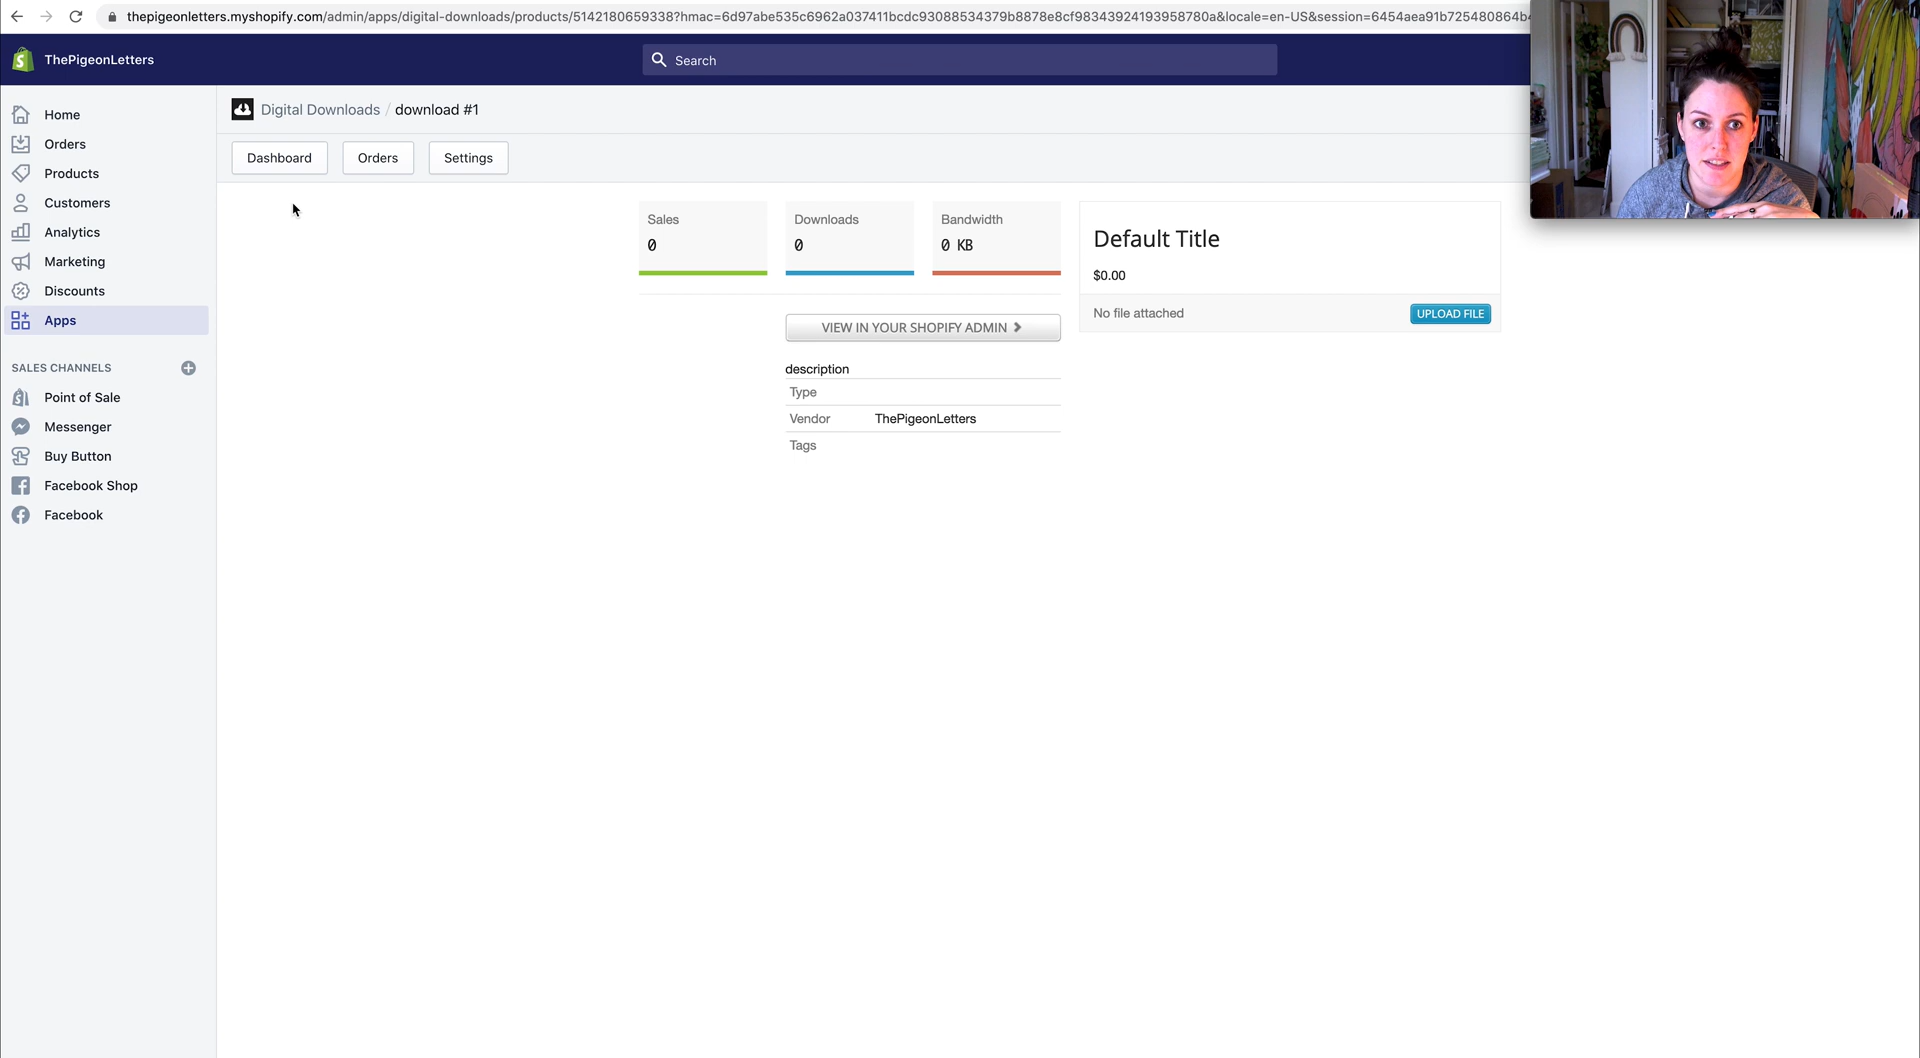 thepigeonletters.myshopify.com/admin/apps/digital-downloads/products/5142180659338?hmac=6d97abe535c6962a037411bcdc93088534379b8878e8cf98343924193958780a&locale=en-US&session=6454aea91b725480864b4
ThePigeonLetters
Search
Home
Orders
Products
Customers
Analytics
Marketing
Discounts
Apps
SALES CHANNELS
Point of Sale
Messenger
Buy Button
Facebook Shop
Facebook
Digital Downloads / download #1
Dashboard Orders Settings
Sales Downloads Bandwidth
0 0 0 KB
VIEW IN YOUR SHOPIFY ADMIN
description
Type
Vendor ThePigeonLetters
Tags
Default Title
$0.00
No file attached UPLOAD FILE